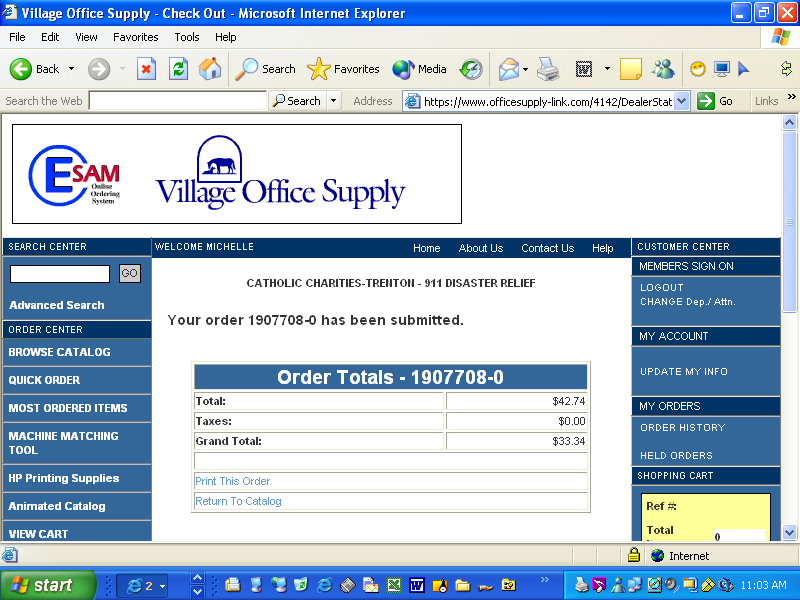 Village Office Supply - Check Out - Microsoft Internet Explorer
File Edit View Favorites Tools Help
Back Search Favorites Media
Search the Web Search Address https://www.officesupply-link.com/4142/DealerStat Go Links »
ESAM
Online
Ordering
System
Village Office Supply
SEARCH CENTER
GO
Advanced Search
ORDER CENTER
BROWSE CATALOG
QUICK ORDER
MOST ORDERED ITEMS
MACHINE MATCHING
TOOL
HP Printing Supplies
Animated Catalog
VIEW CART
WELCOME MICHELLE Home About Us Contact Us Help
CATHOLIC CHARITIES-TRENTON - 911 DISASTER RELIEF
Your order 1907708-0 has been submitted.
Order Totals - 1907708-0
Total: $42.74
Taxes: $0.00
Grand Total: $33.34
Print This Order
Return To Catalog
CUSTOMER CENTER
MEMBERS SIGN ON
LOGOUT
CHANGE Dep./ Attn.
MY ACCOUNT
UPDATE MY INFO
MY ORDERS
ORDER HISTORY
HELD ORDERS
SHOPPING CART
Ref #:
Total
0
Internet
start 2 » 11:03 AM